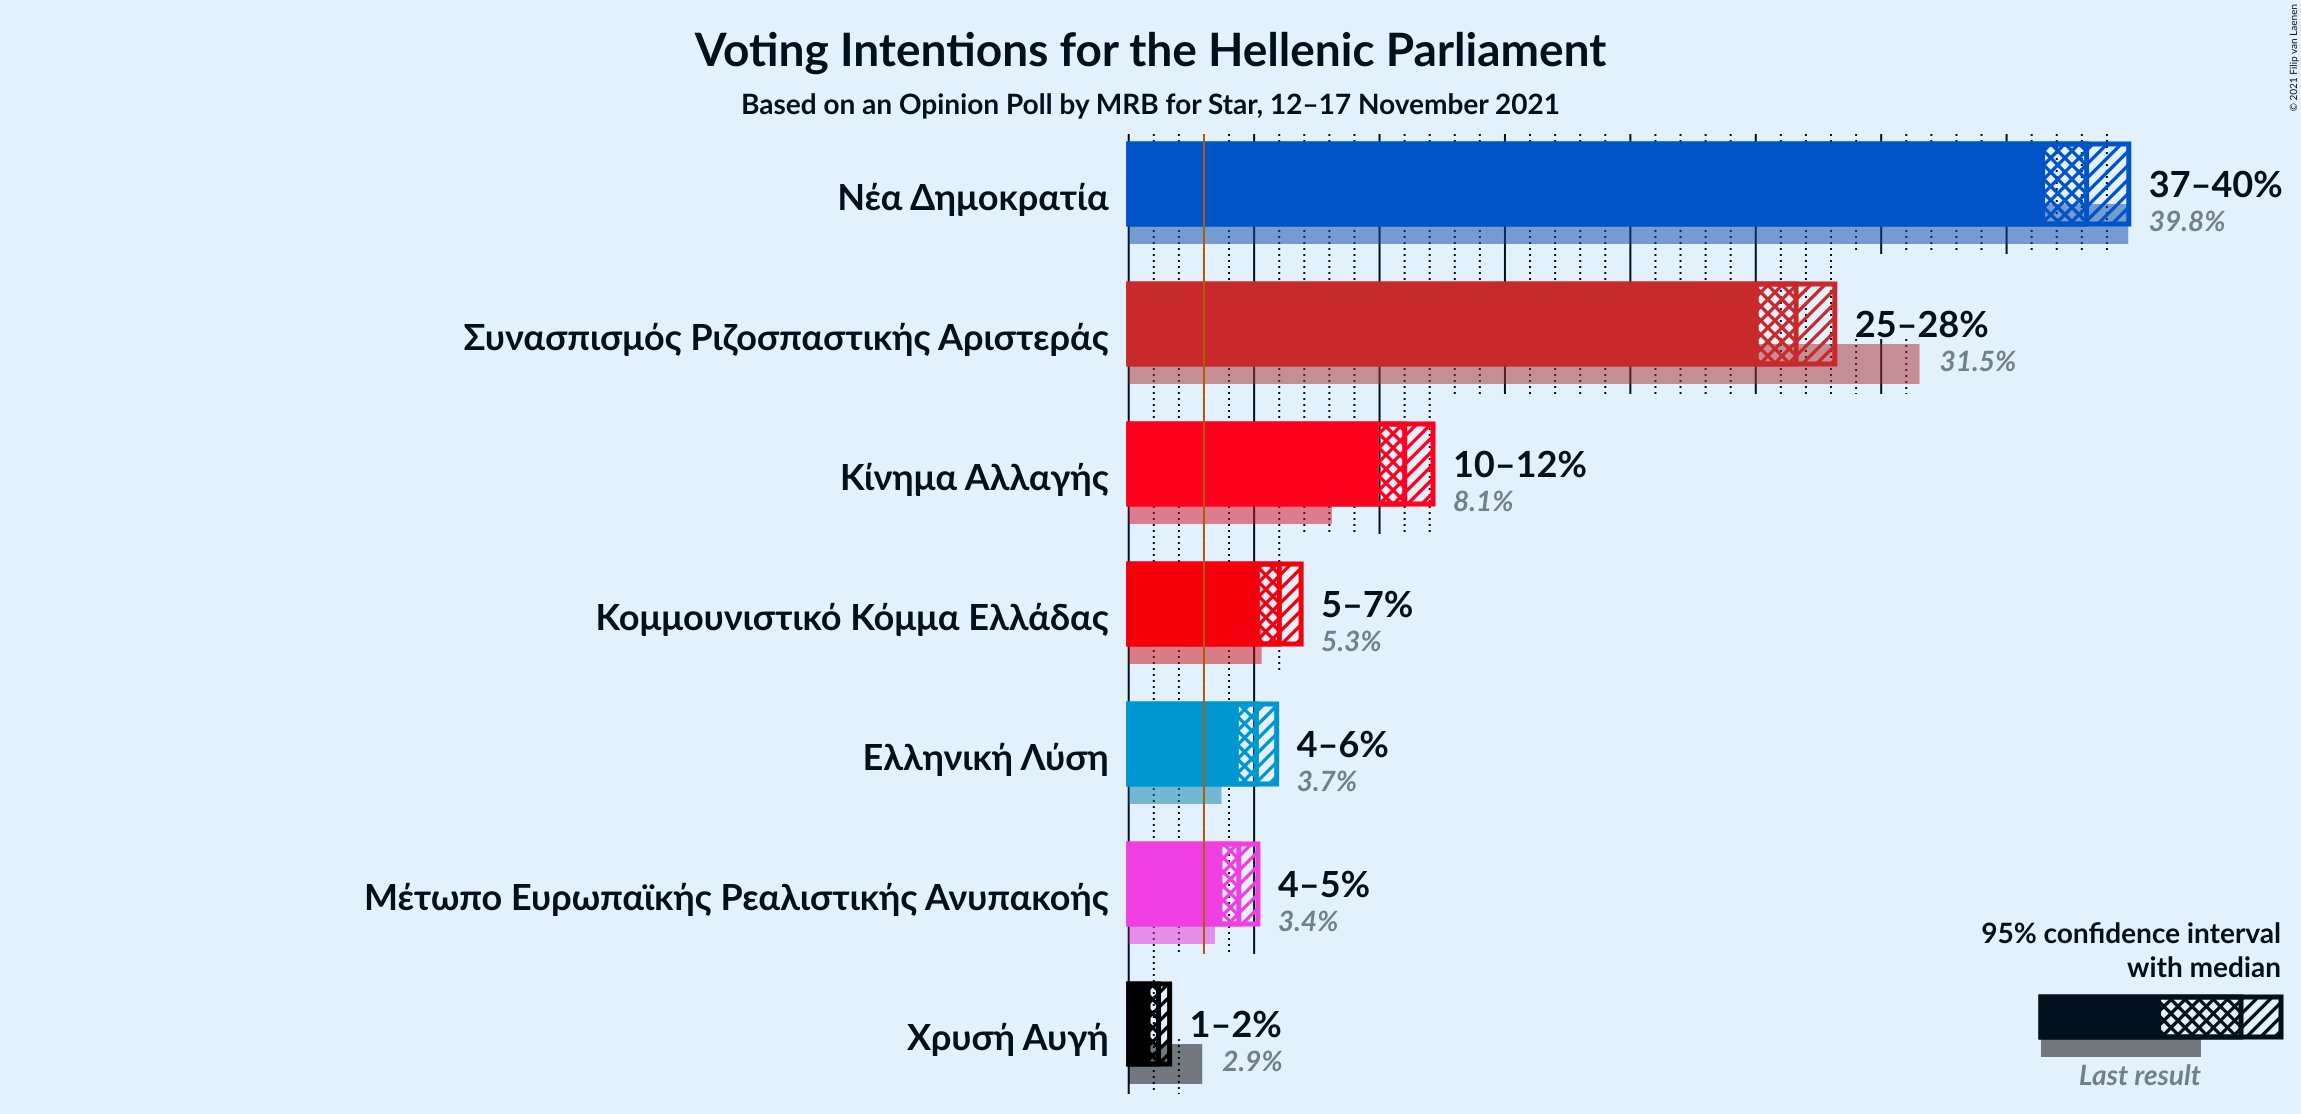 Voting Intentions for the Hellenic Parliament
Based on an Opinion Poll by MRB for Star, 12–17 November 2021
© 2021 Filip van Laenen
Νέα Δημοκρατία
37–40%
39.8%
Συνασπισμός Ριζοσπαστικής Αριστεράς
25–28%
31.5%
Κίνημα Αλλαγής
10–12%
8.1%
Κομμουνιστικό Κόμμα Ελλάδας
5–7%
5.3%
Ελληνική Λύση
4–6%
3.7%
Μέτωπο Ευρωπαϊκής Ρεαλιστικής Ανυπακοής
4–5%
3.4%
Χρυσή Αυγή
1–2%
2.9%
95% confidence interval
with median
Last result